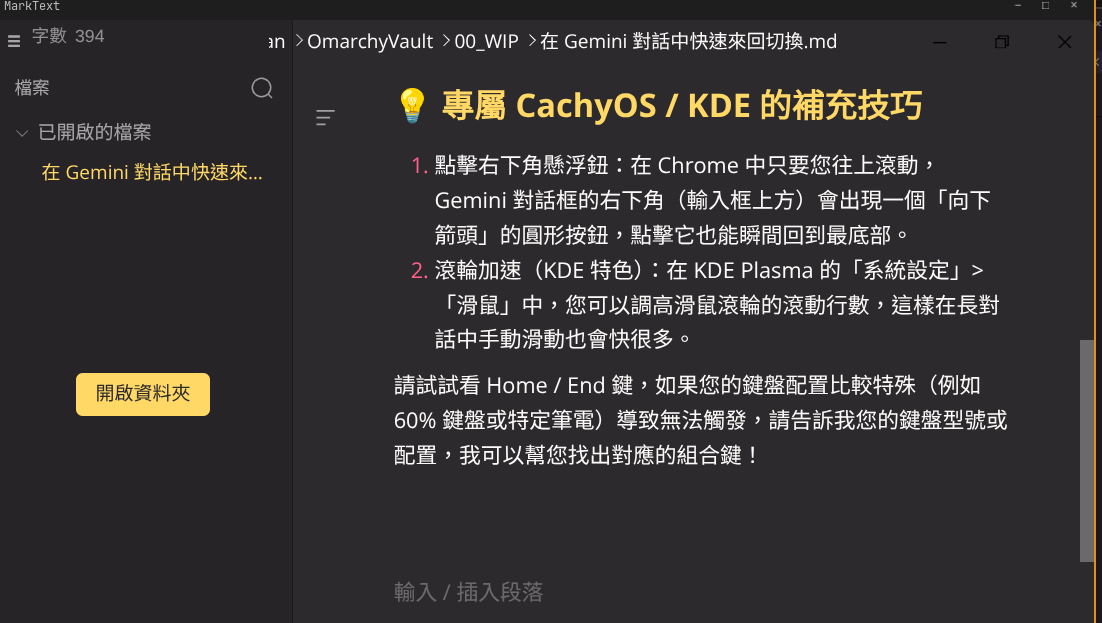 MarkText
字數 394
an > OmarchyVault > 00_WIP > 在 Gemini 對話中快速來回切換.md
檔案
已開啟的檔案
在 Gemini 對話中快速來...
開啟資料夾
💡 專屬 CachyOS / KDE 的補充技巧
1. 點擊右下角懸浮鈕：在 Chrome 中只要您往上滾動，
Gemini 對話框的右下角（輸入框上方）會出現一個「向下
箭頭」的圓形按鈕，點擊它也能瞬間回到最底部。
2. 滾輪加速（KDE 特色）：在 KDE Plasma 的「系統設定」>
「滑鼠」中，您可以調高滑鼠滾輪的滾動行數，這樣在長對
話中手動滑動也會快很多。
請試試看 Home / End 鍵，如果您的鍵盤配置比較特殊（例如
60% 鍵盤或特定筆電）導致無法觸發，請告訴我您的鍵盤型號或
配置，我可以幫您找出對應的組合鍵！
輸入 / 插入段落